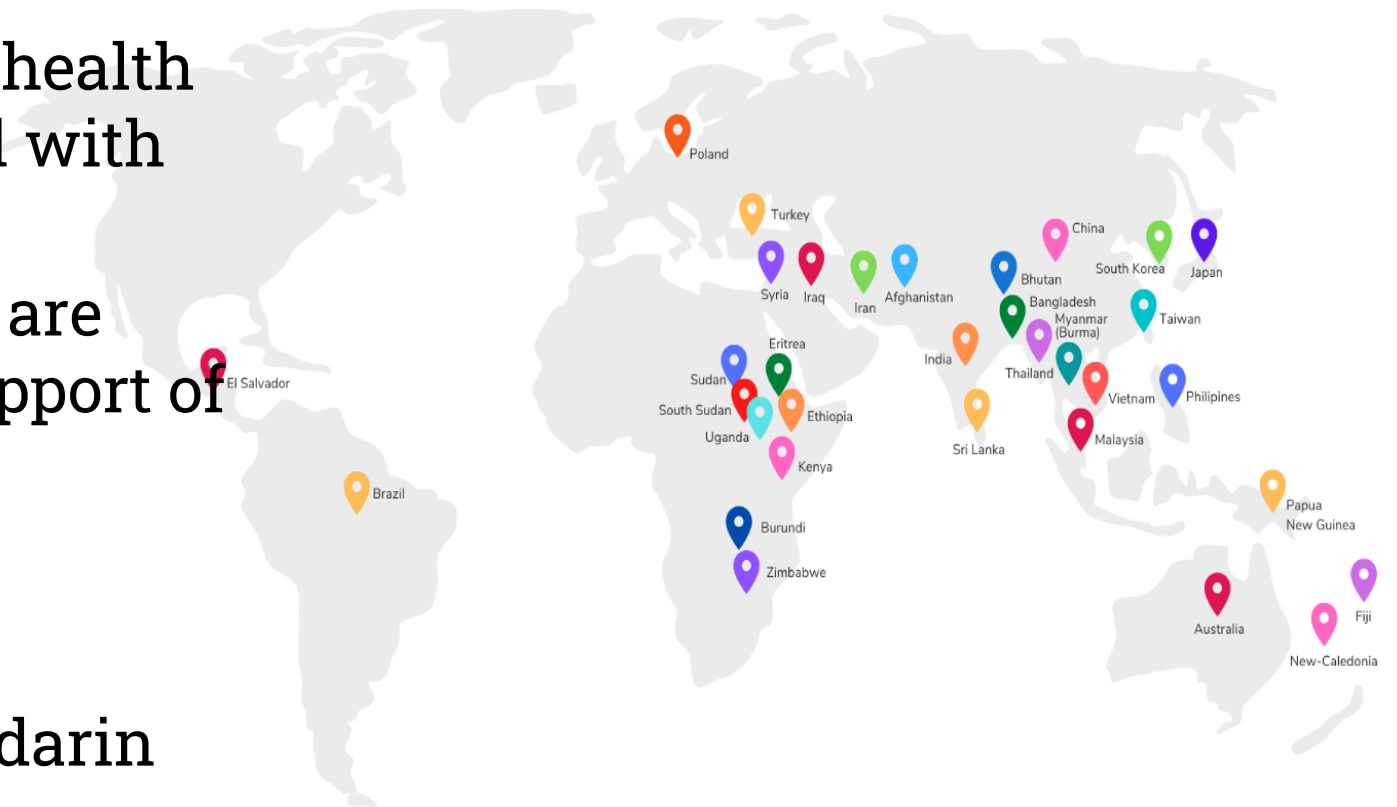 health
with
are
pport of
darin
Poland
Turkey
China
South Korea
Japan
Syria
Iraq
Iran
Afghanistan
Bhutan
Bangladesh
Myanmar
(Burma)
Taiwan
India
Thailand
Vietnam
Philipines
Sri Lanka
Malaysia
Eritrea
Sudan
South Sudan
Ethiopia
Uganda
Kenya
El Salvador
Brazil
Burundi
Zimbabwe
Papua
New Guinea
Australia
Fiji
New-Caledonia